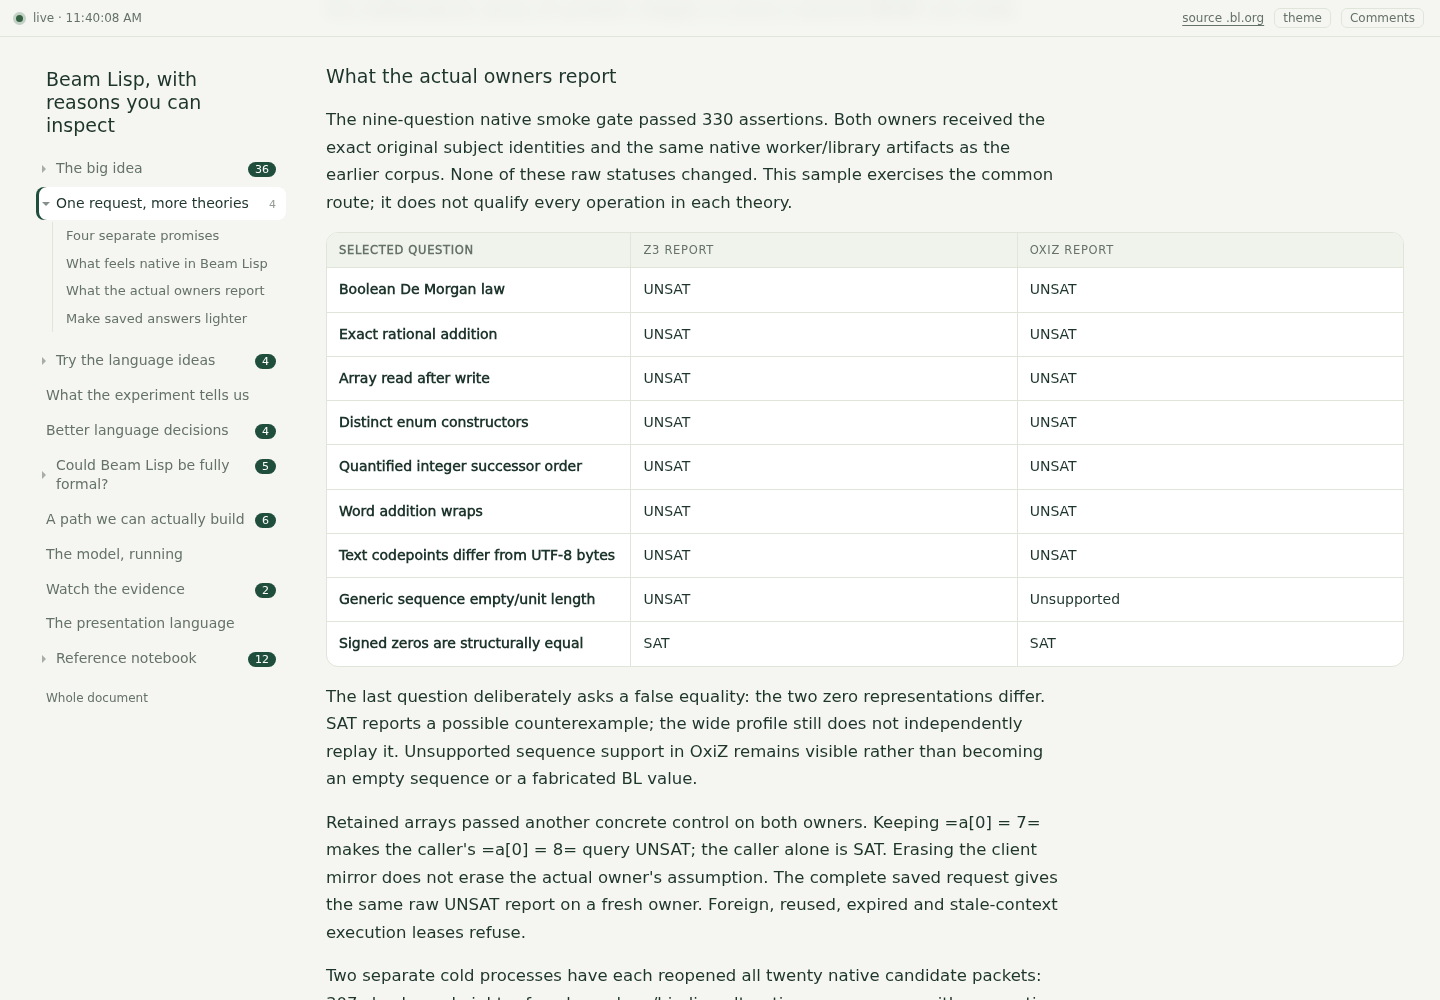 live · 11:40:08 AM
source .bl.org
theme
Comments
Beam Lisp, with
reasons you can
inspect
The big idea 36
One request, more theories 4
Four separate promises
What feels native in Beam Lisp
What the actual owners report
Make saved answers lighter
Try the language ideas 4
What the experiment tells us
Better language decisions 4
Could Beam Lisp be fully
formal? 5
A path we can actually build 6
The model, running
Watch the evidence 2
The presentation language
Reference notebook 12
Whole document
What the actual owners report
The nine-question native smoke gate passed 330 assertions. Both owners received the
exact original subject identities and the same native worker/library artifacts as the
earlier corpus. None of these raw statuses changed. This sample exercises the common
route; it does not qualify every operation in each theory.
SELECTED QUESTION Z3 REPORT OXIZ REPORT
Boolean De Morgan law UNSAT UNSAT
Exact rational addition UNSAT UNSAT
Array read after write UNSAT UNSAT
Distinct enum constructors UNSAT UNSAT
Quantified integer successor order UNSAT UNSAT
Word addition wraps UNSAT UNSAT
Text codepoints differ from UTF-8 bytes UNSAT UNSAT
Generic sequence empty/unit length UNSAT Unsupported
Signed zeros are structurally equal SAT SAT
The last question deliberately asks a false equality: the two zero representations differ.
SAT reports a possible counterexample; the wide profile still does not independently
replay it. Unsupported sequence support in OxiZ remains visible rather than becoming
an empty sequence or a fabricated BL value.
Retained arrays passed another concrete control on both owners. Keeping =a[0] = 7=
makes the caller's =a[0] = 8= query UNSAT; the caller alone is SAT. Erasing the client
mirror does not erase the actual owner's assumption. The complete saved request gives
the same raw UNSAT report on a fresh owner. Foreign, reused, expired and stale-context
execution leases refuse.
Two separate cold processes have each reopened all twenty native candidate packets: